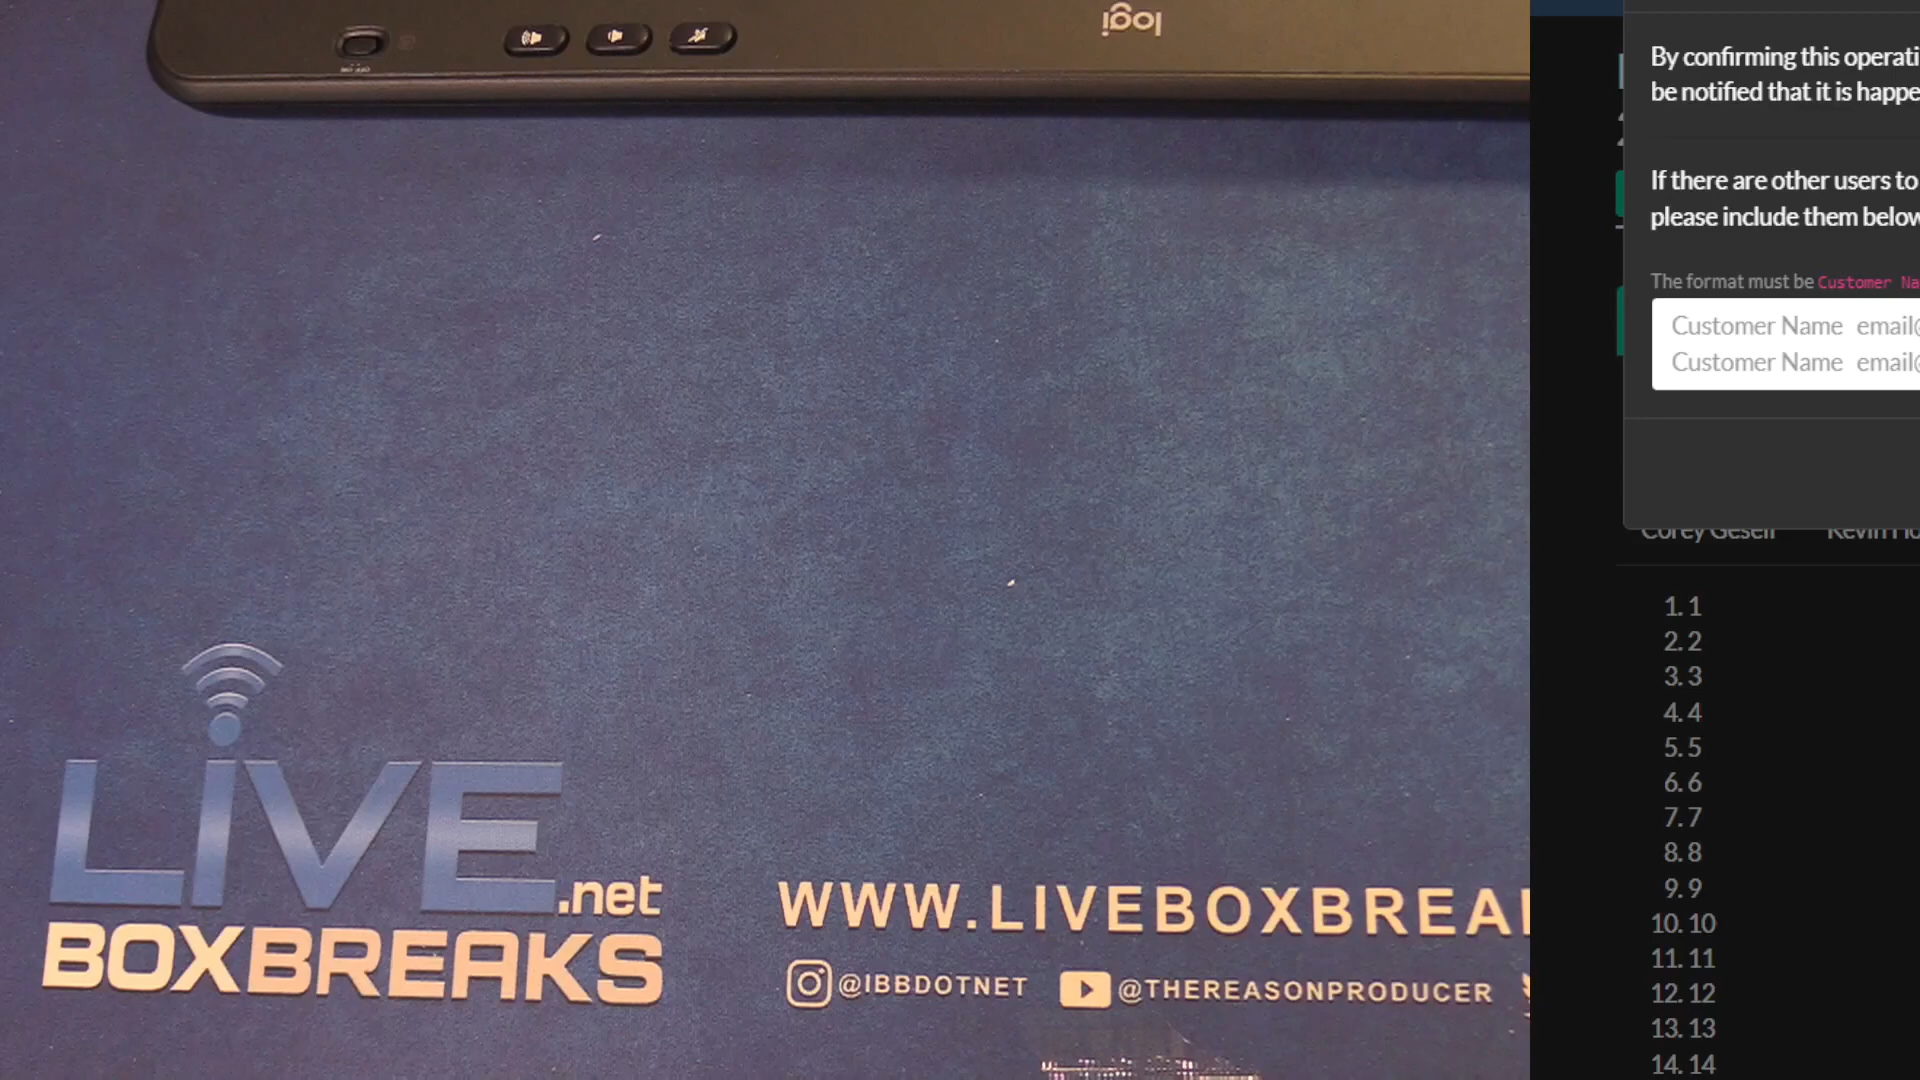 logi
LIVE.net
BOXBREAKS
WWW.LIVEBOXBREA
@IBBDOTNET @THEREASONPRODUCER
By confirming this operati
be notified that it is happe
If there are other users to
please include them below
The format must be Customer Na
Customer Name email@
Customer Name email@
Corey Gesell Kevin
1. 1
2. 2
3. 3
4. 4
5. 5
6. 6
7. 7
8. 8
9. 9
10. 10
11. 11
12. 12
13. 13
14. 14